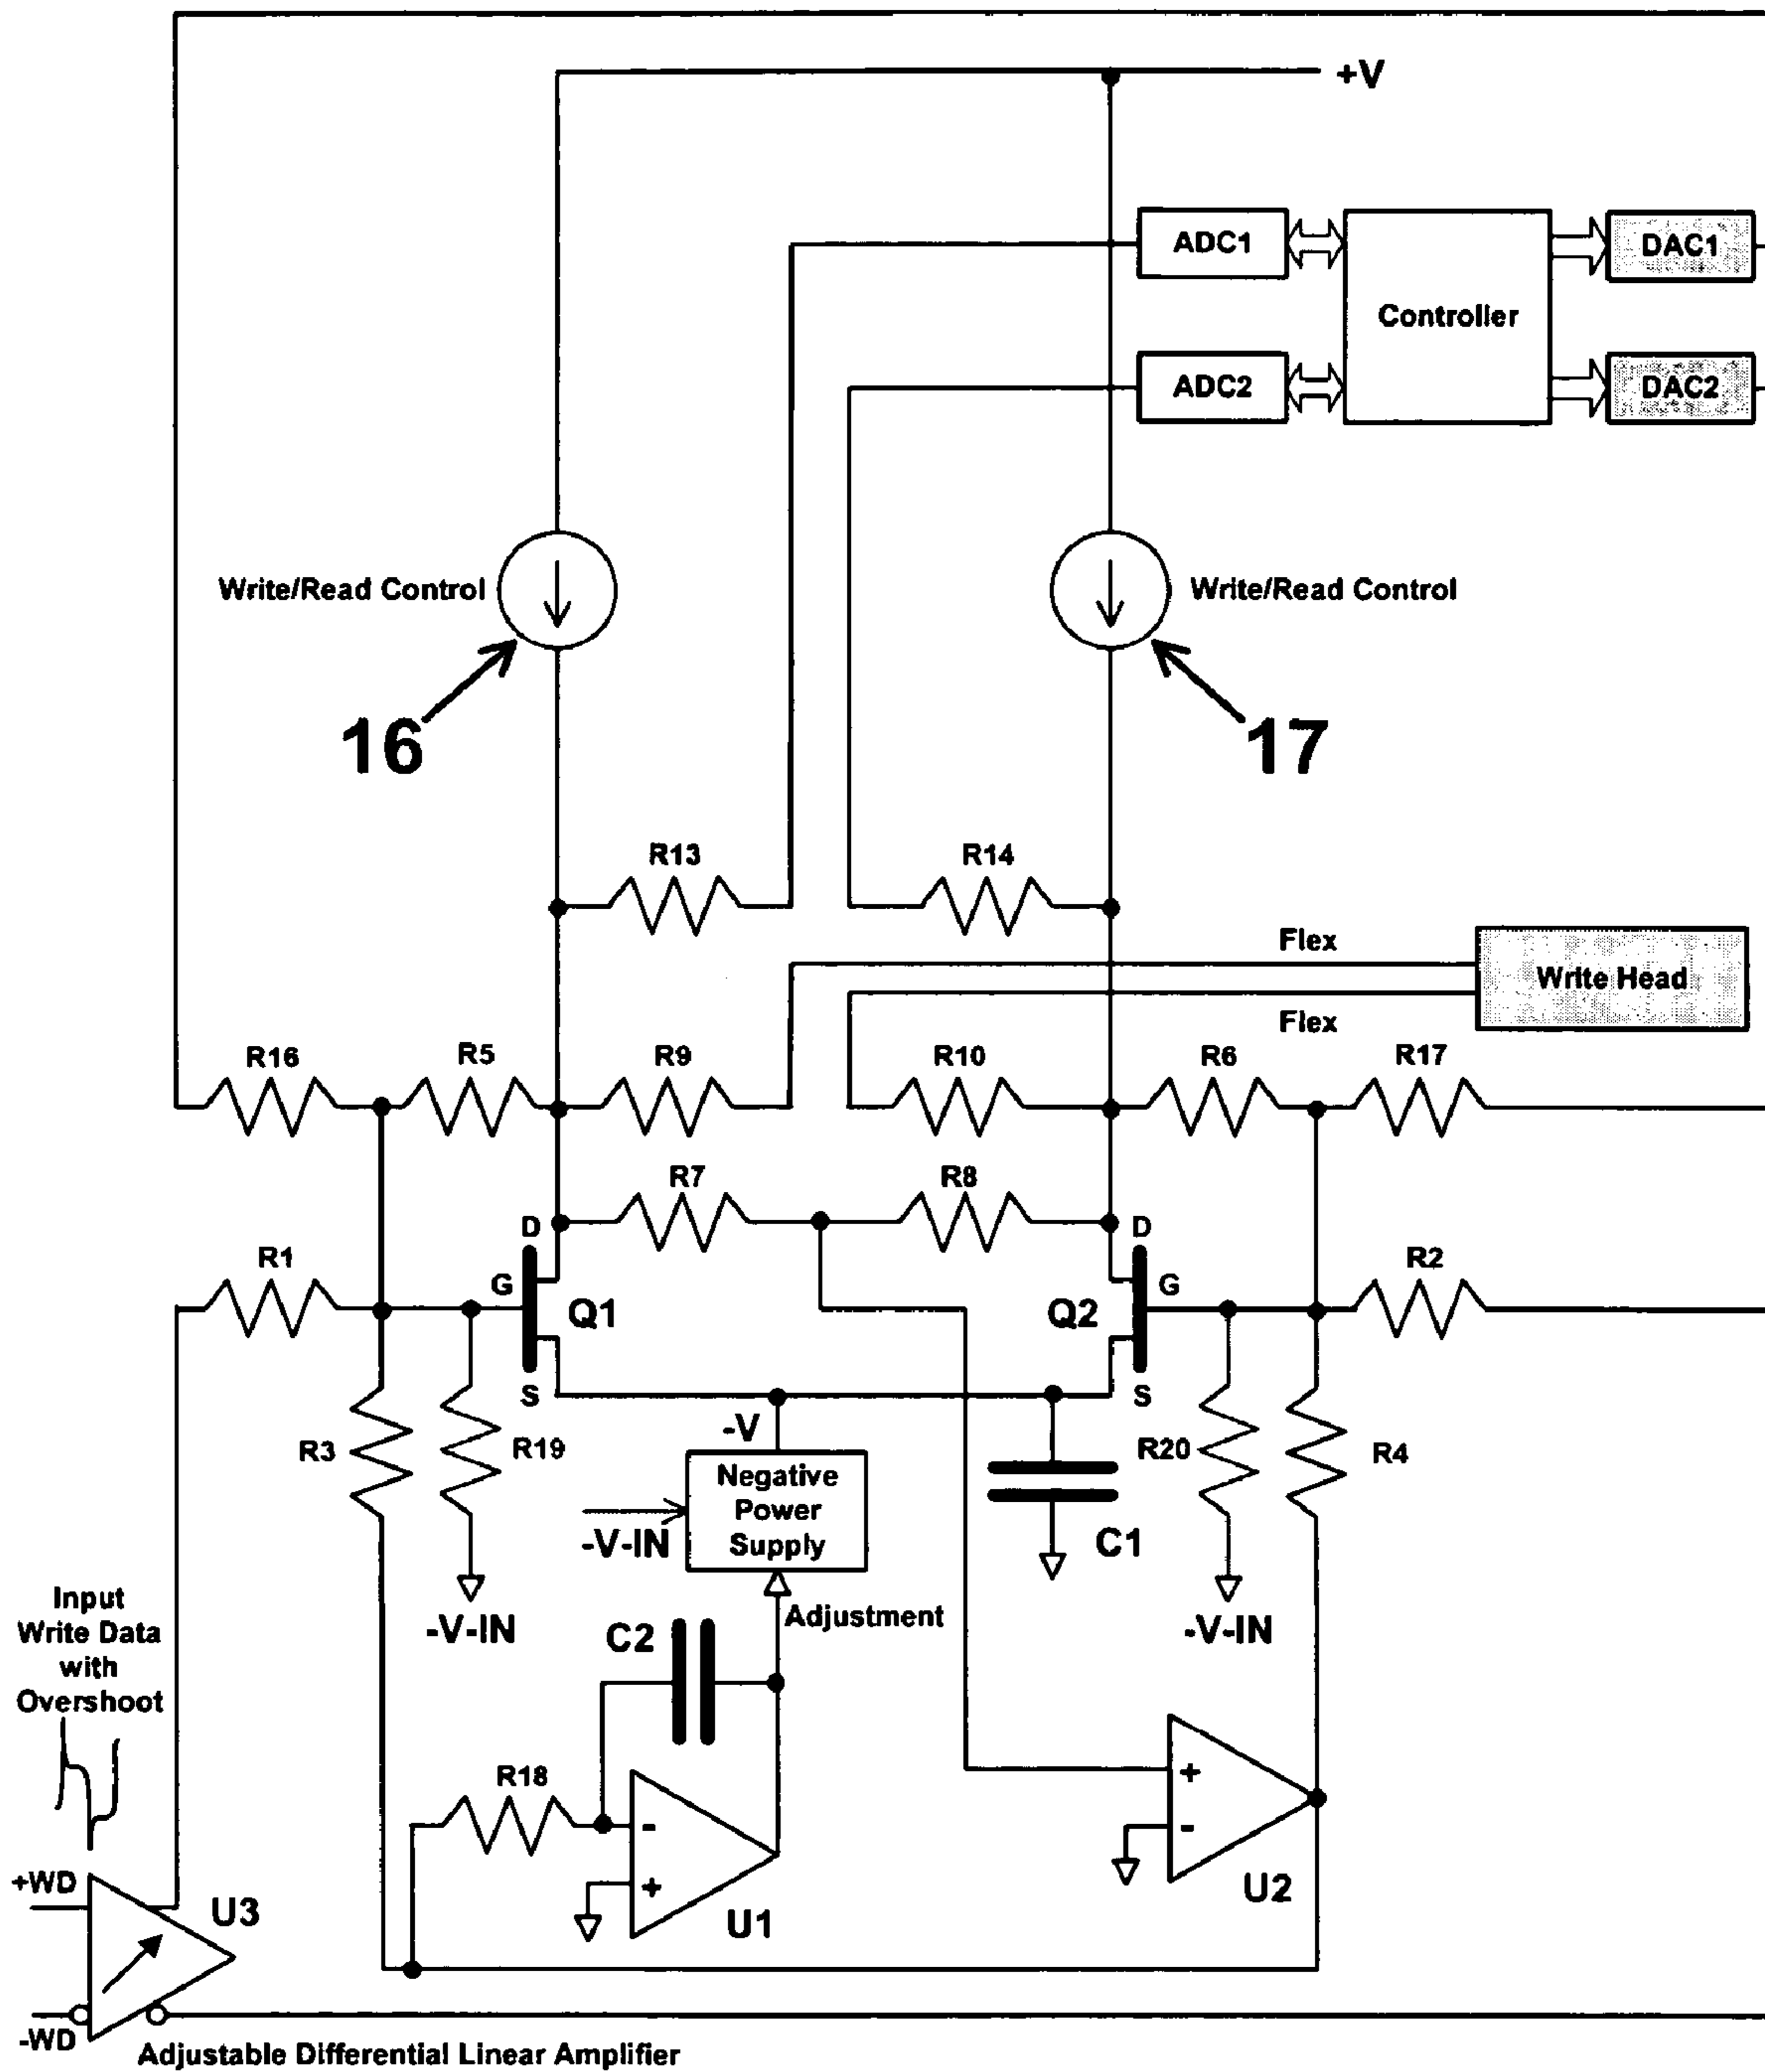 +V
ADC1
DAC1
Controller
ADC2
DAC2
Write/Read Control
Write/Read Control
16
17
R13
R14
Flex
Write Head
Flex
R16
R5
R9
R10
R6
R17
R7
R8
D
D
R1
G
G
R2
Q1
Q2
S
S
-V
R3
R19
Negative
Power
Supply
R20
R4
-V-IN
C1
Input
Write Data
with
Overshoot
Adjustment
-V-IN
-V-IN
C2
R18
+
-
-
+
U2
U1
+WD
U3
-WD
Adjustable Differential Linear Amplifier